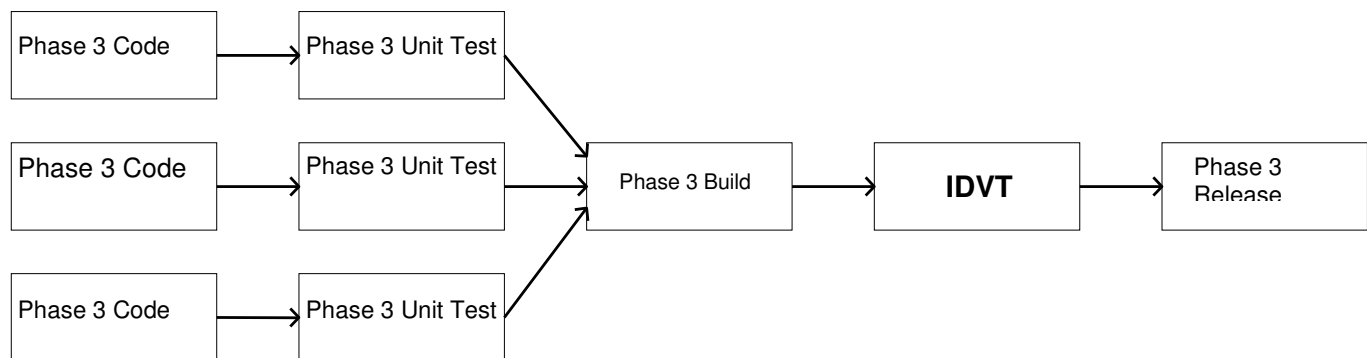 Phase 3 Code
Phase 3 Unit Test
Phase 3 Code
Phase 3 Unit Test
Phase 3 Build
IDVT
Phase 3
Release
Phase 3 Code
Phase 3 Unit Test